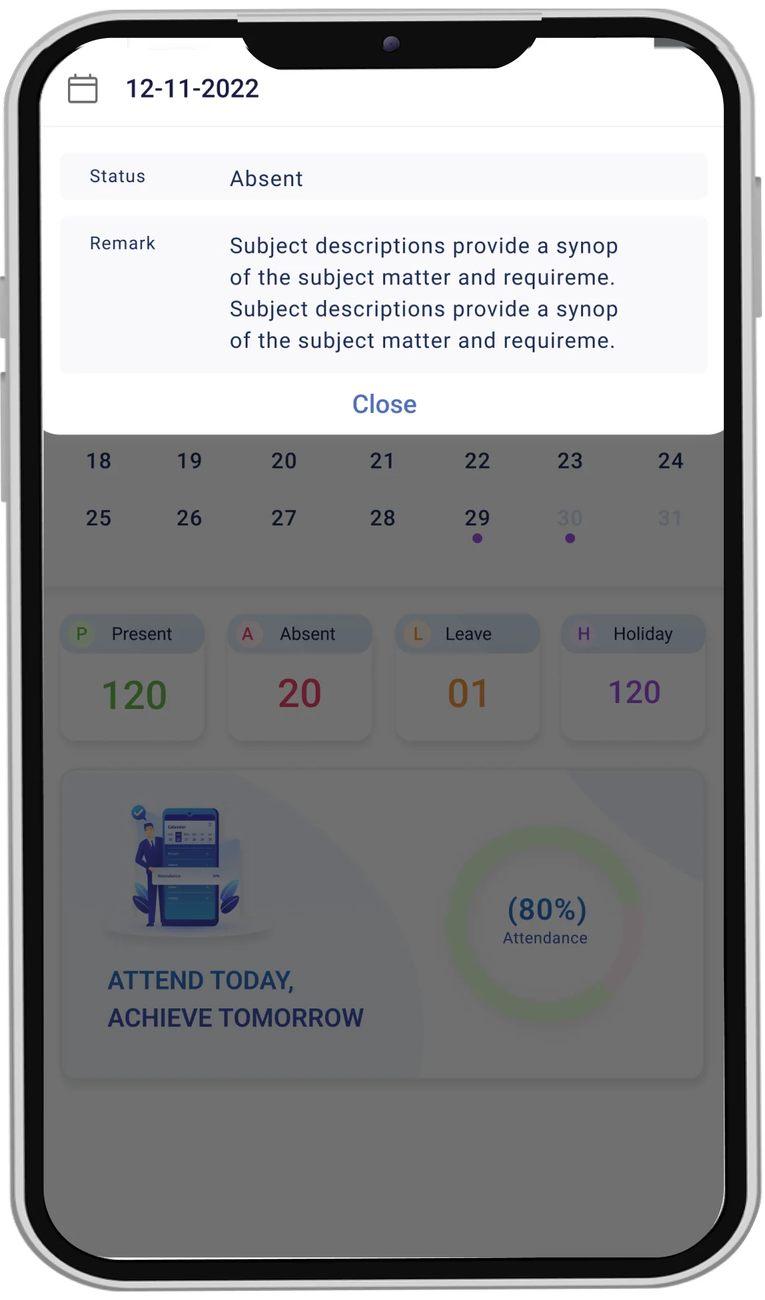 12-11-2022
Status Absent
Remark Subject descriptions provide a synop
of the subject matter and requireme.
Subject descriptions provide a synop
of the subject matter and requireme.
Close
18 19 20 21 22 23 24
25 26 27 28 29 30 31
P Present A Absent L Leave H Holiday
120 20 01 120
Calendar
(80%)
Attendance
ATTEND TODAY,
ACHIEVE TOMORROW